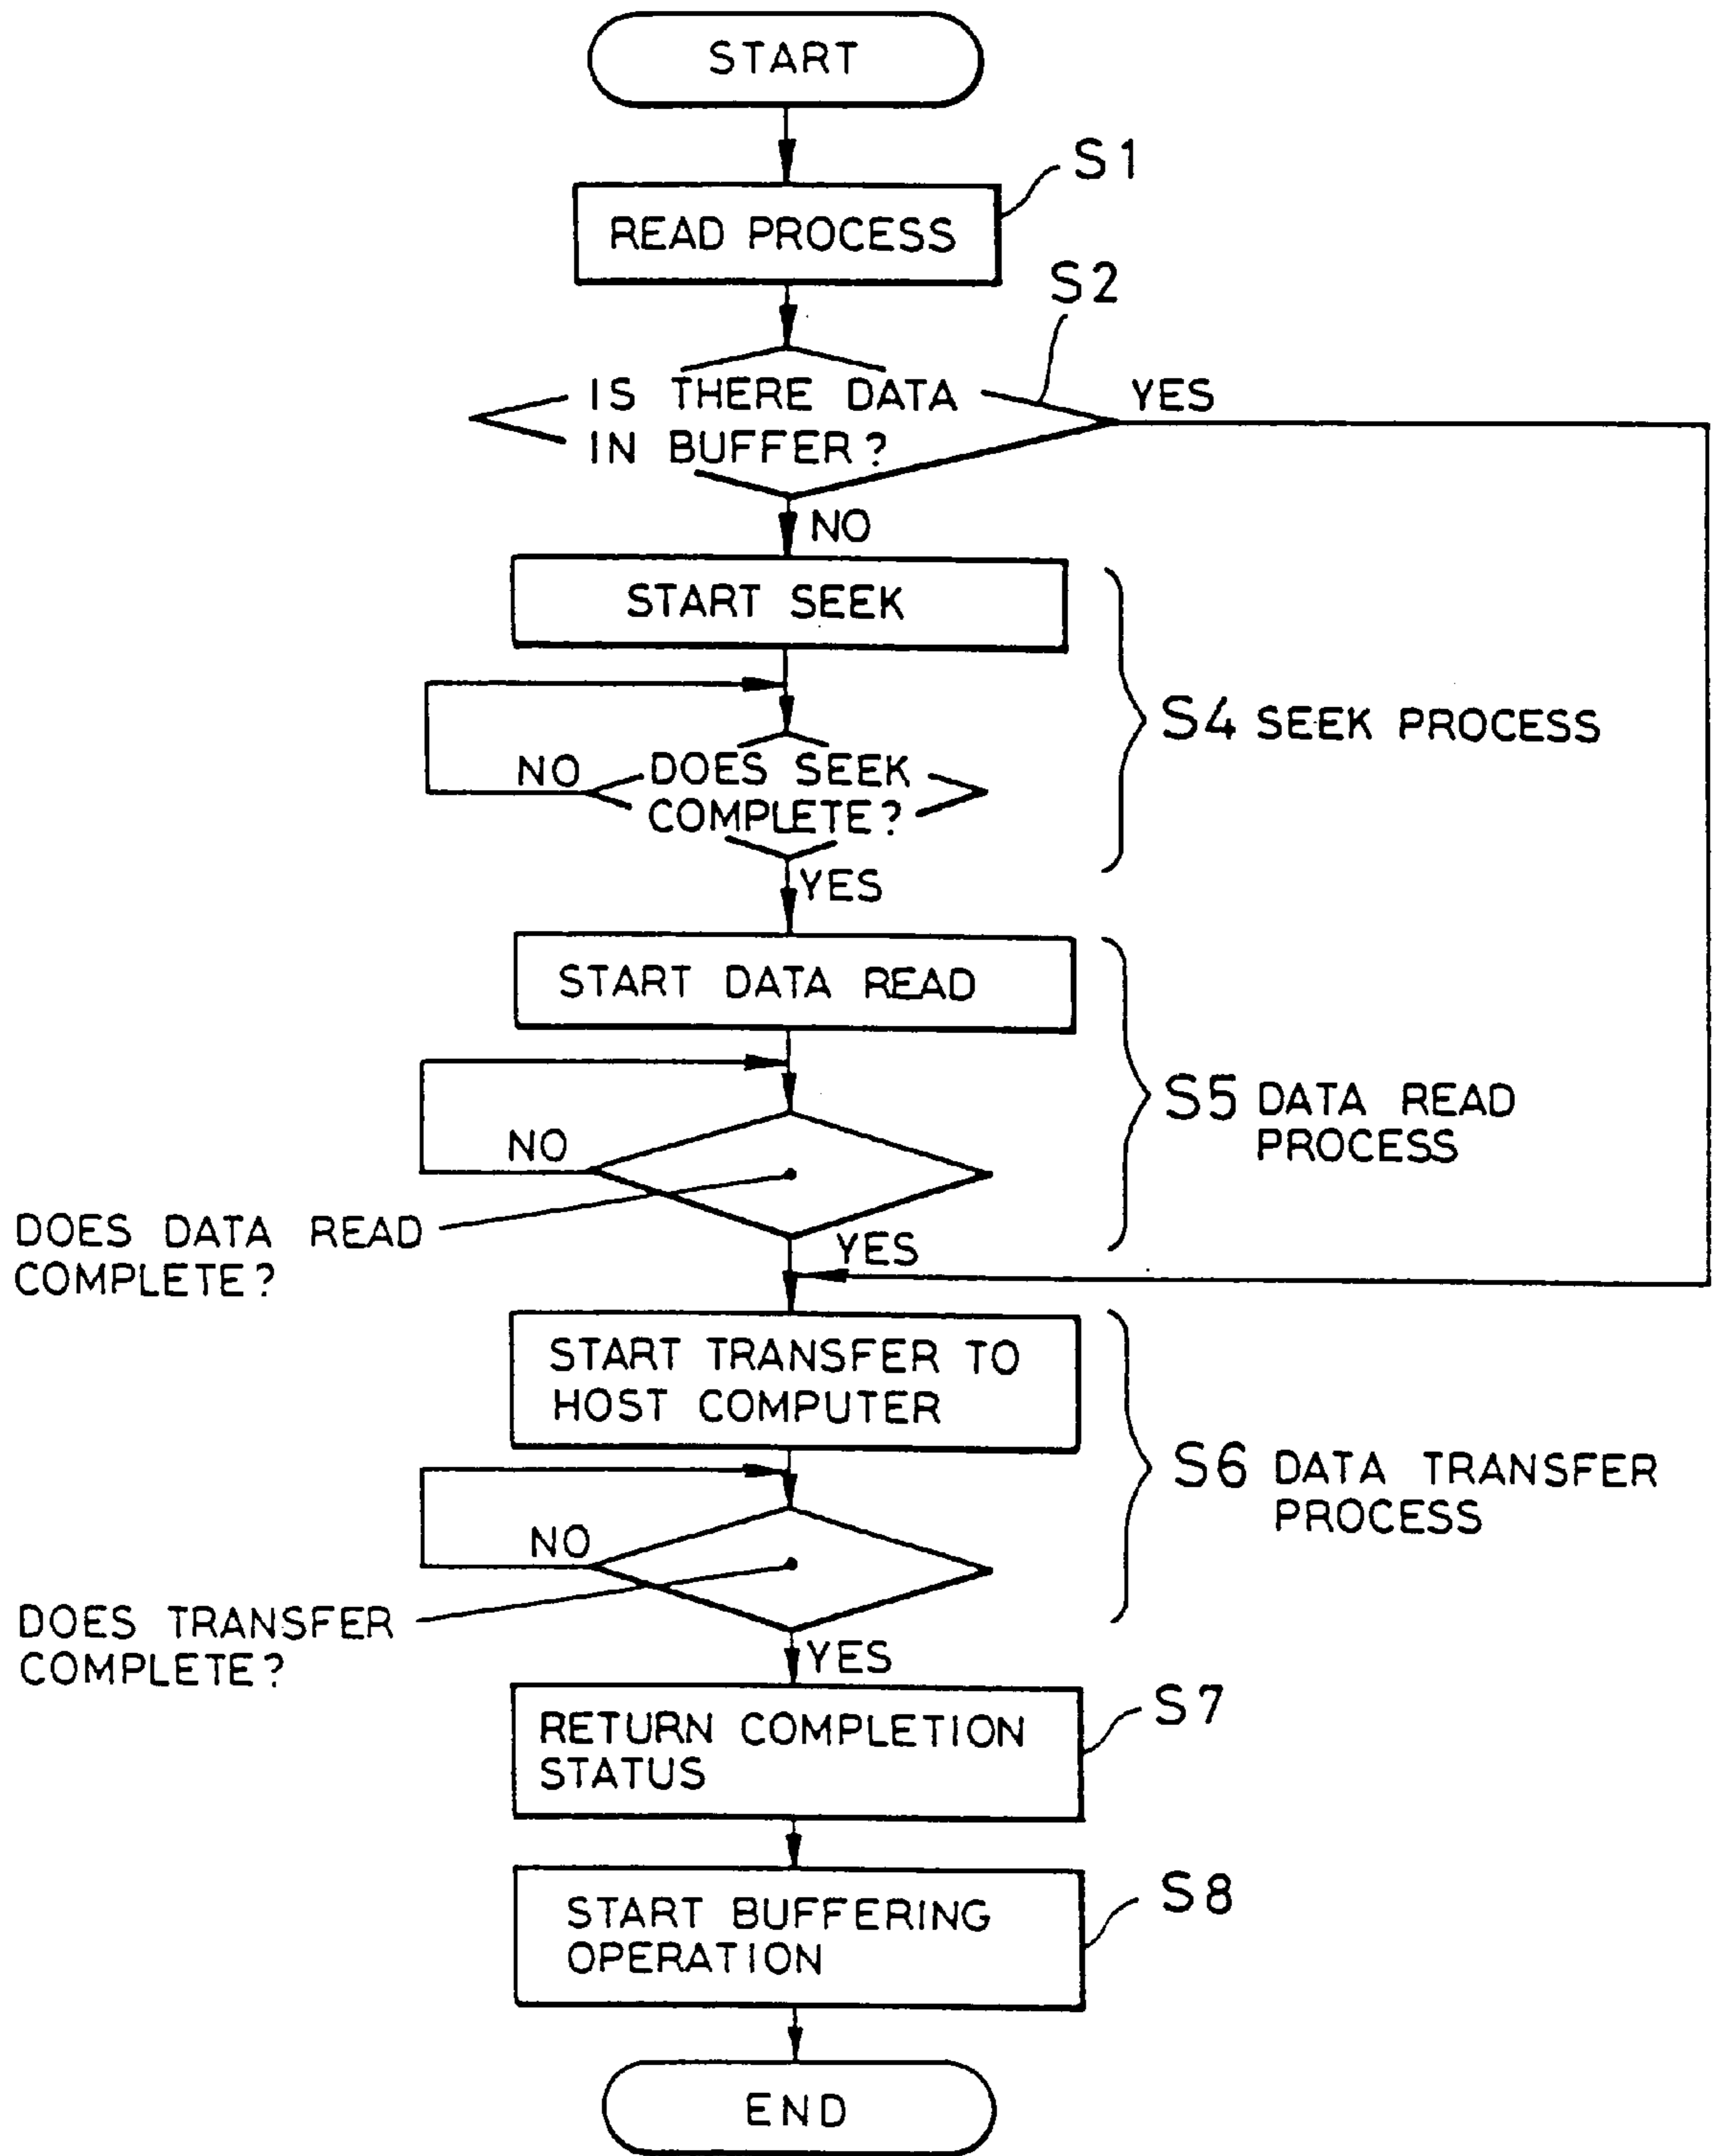 START
S1
READ PROCESS
S2
IS THERE DATA
IN BUFFER?
YES
NO
START SEEK
S4 SEEK PROCESS
NO
DOES SEEK
COMPLETE?
YES
START DATA READ
S5 DATA READ
PROCESS
NO
DOES DATA READ
COMPLETE?
YES
START TRANSFER TO
HOST COMPUTER
S6 DATA TRANSFER
PROCESS
NO
DOES TRANSFER
COMPLETE?
YES
S7
RETURN COMPLETION
STATUS
S8
START BUFFERING
OPERATION
END